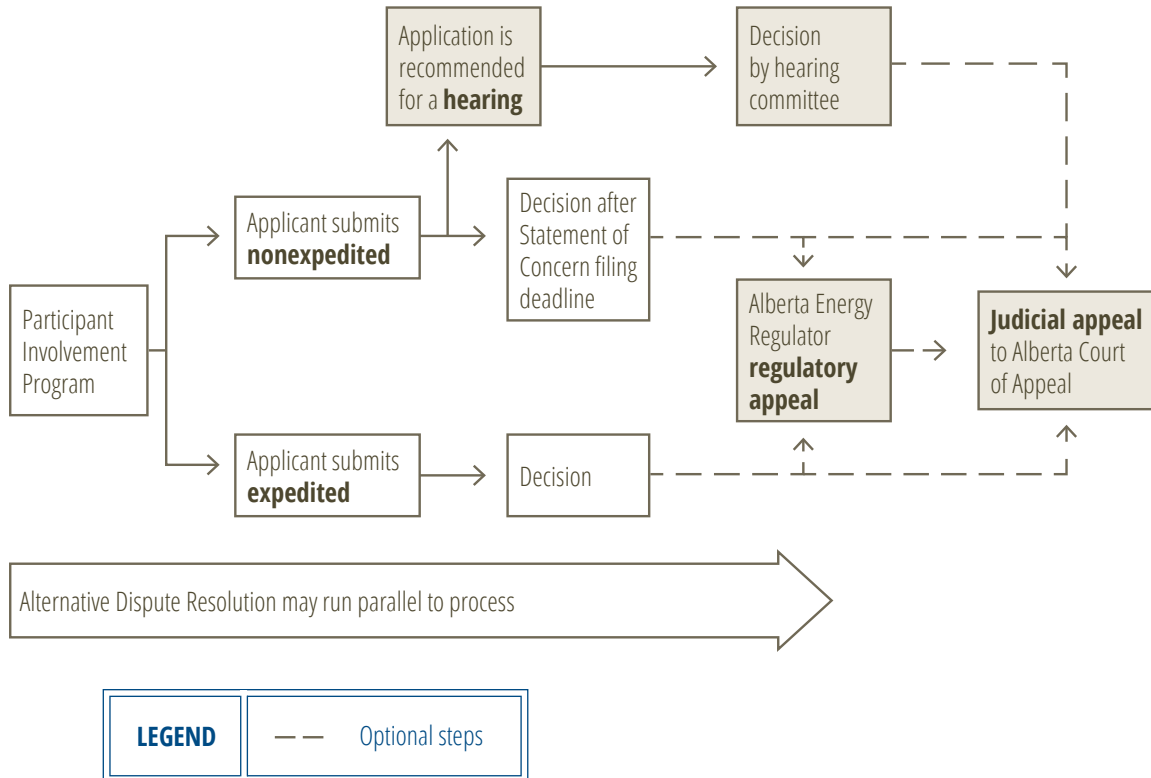 Application is
recommended
for a hearing
Decision
by hearing
committee
Applicant submits
nonexpedited
Decision after
Statement of
Concern filing
deadline
Participant
Involvement
Program
Alberta Energy
Regulator
regulatory
appeal
Judicial appeal
to Alberta Court
of Appeal
Applicant submits
expedited
Decision
Alternative Dispute Resolution may run parallel to process
LEGEND
Optional steps